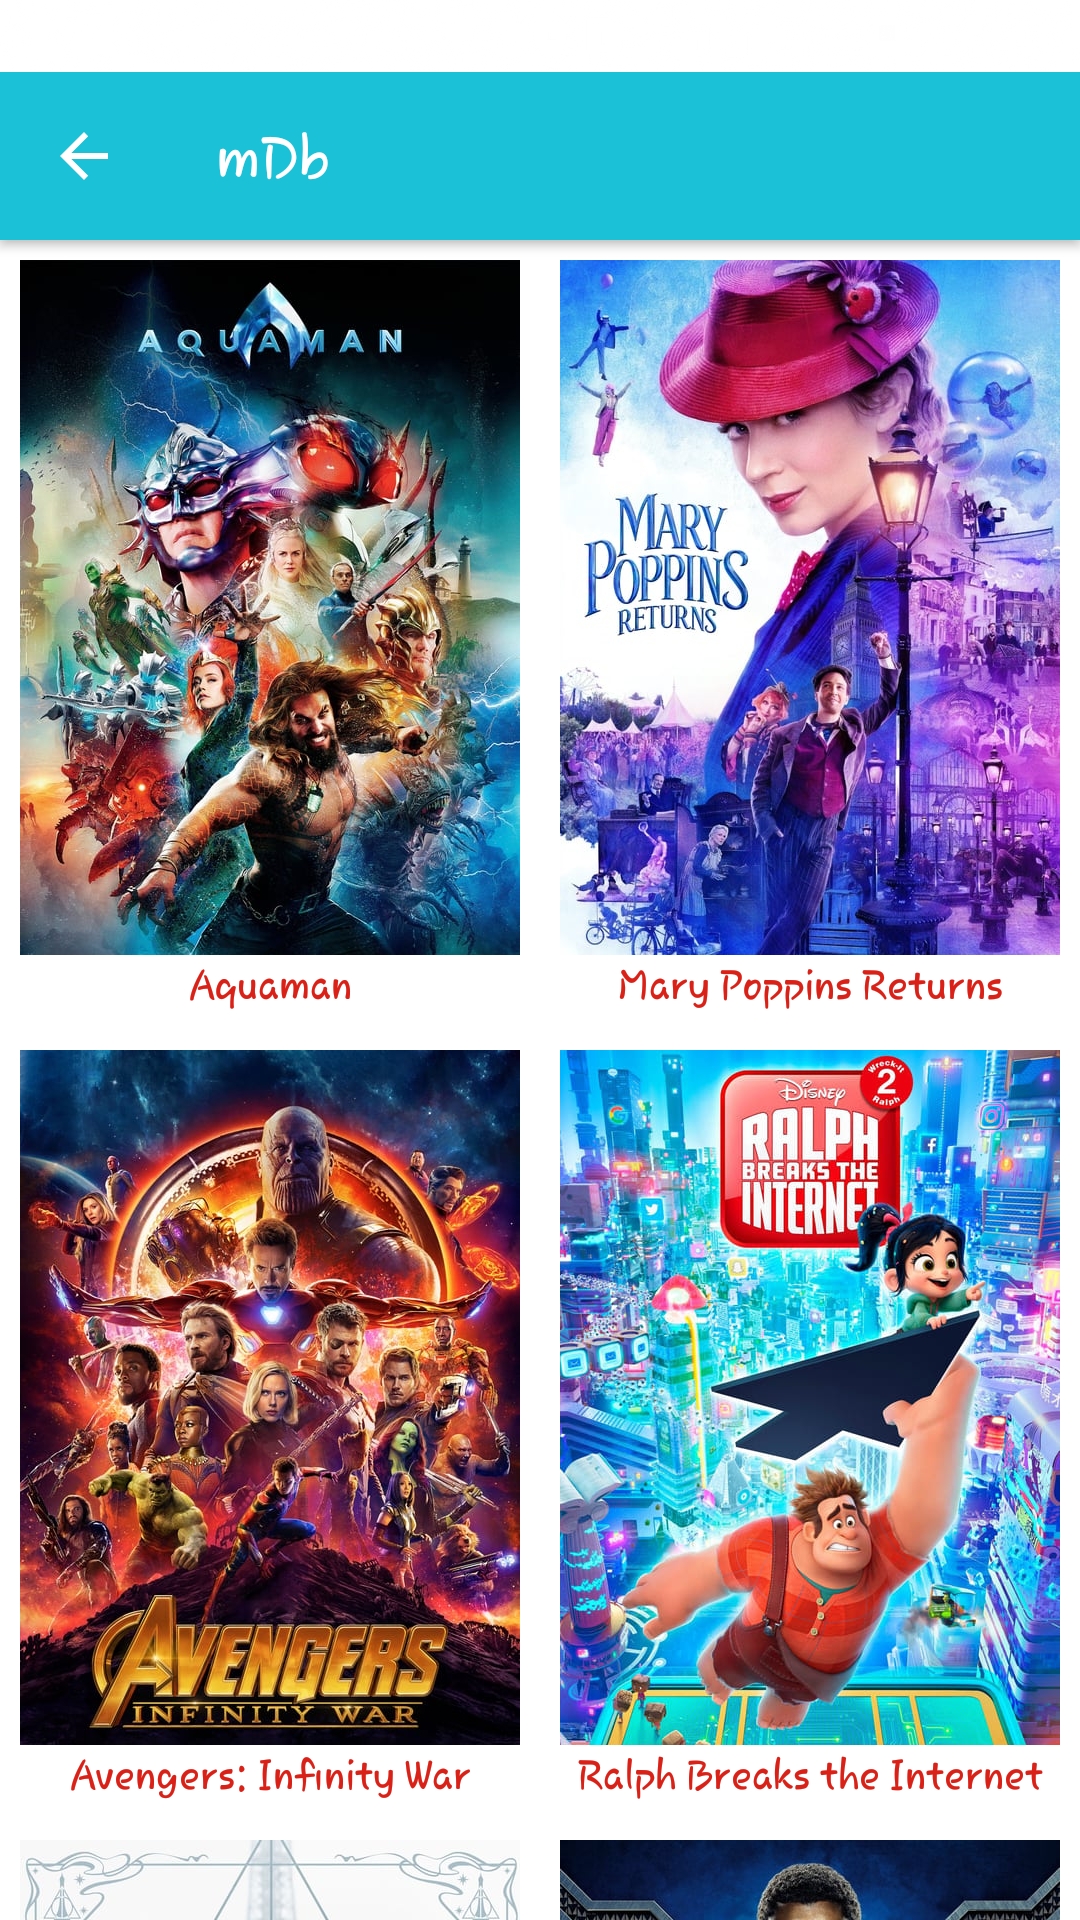 mDb
AQUAMAN
MARY
POPPINS
RETURNS
Aquaman
Mary Poppins Returns
Wreck-It
2
Ralph
Disney
RALPH
BREAKS THE
INTERNET
AVENGERS
INFINITY WAR
Avengers: Infinity War
Ralph Breaks the Internet